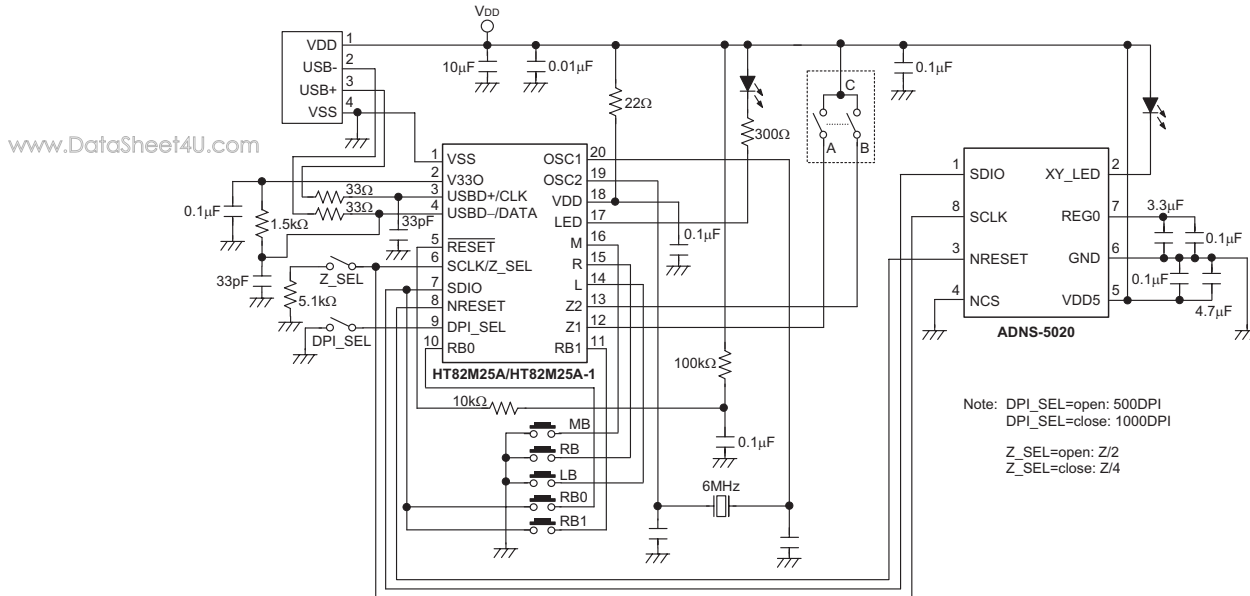 VDD
VDD 1
USB- 2
USB+ 3
VSS 4
10μF
0.01μF
22Ω
300Ω
C
A
B
0.1μF
www.DataSheet4U.com
1 VSS
2 V33O
3 USBD+/CLK
4 USBD–/DATA
5 RESET
6 SCLK/Z_SEL
7 SDIO
8 NRESET
9 DPI_SEL
10 RB0
OSC1 20
OSC2 19
VDD 18
LED 17
M 16
R 15
L 14
Z2 13
Z1 12
RB1 11
HT82M25A/HT82M25A-1
33Ω
33Ω
0.1μF
1.5kΩ
33pF
33pF
Z_SEL
5.1kΩ
DPI_SEL
0.1μF
100kΩ
10kΩ
0.1μF
MB
RB
LB
RB0
RB1
6MHz
1 SDIO
8 SCLK
3 NRESET
4 NCS
XY_LED 2
REG0 7
GND 6
VDD5 5
ADNS-5020
3.3μF
0.1μF
0.1μF
4.7μF
Note: DPI_SEL=open: 500DPI
DPI_SEL=close: 1000DPI
Z_SEL=open: Z/2
Z_SEL=close: Z/4